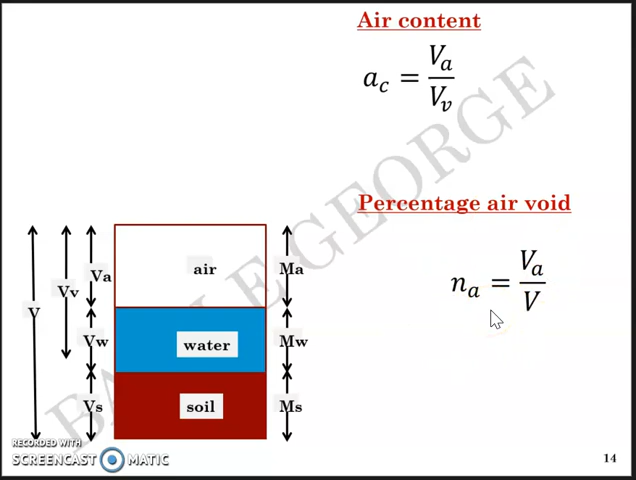 Air content
a_c = V_a / V_v
Percentage air void
n_a = V_a / V
V
Vv
Va
air
Ma
Vw
water
Mw
Vs
soil
Ms
GEORGE
RECORDED WITH
SCREENCAST MATIC
14